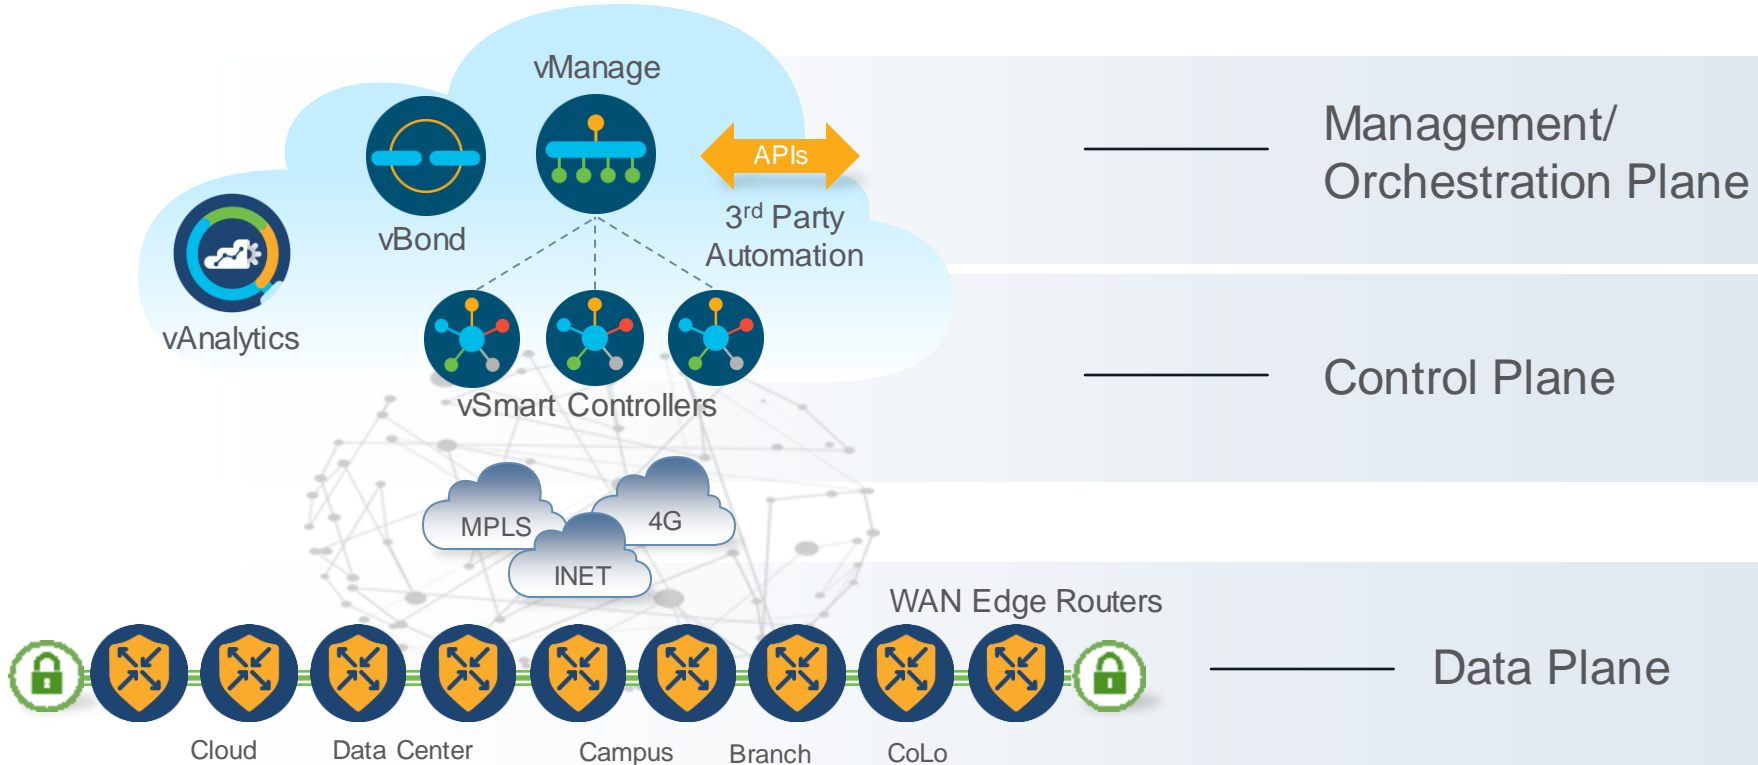 vManage
Management/
Orchestration Plane
APIs
vBond
3rd Party
Automation
vAnalytics
Control Plane
vSmart Controllers
MPLS
4G
INET
WAN Edge Routers
Data Plane
Cloud
Data Center
Campus
Branch
CoLo